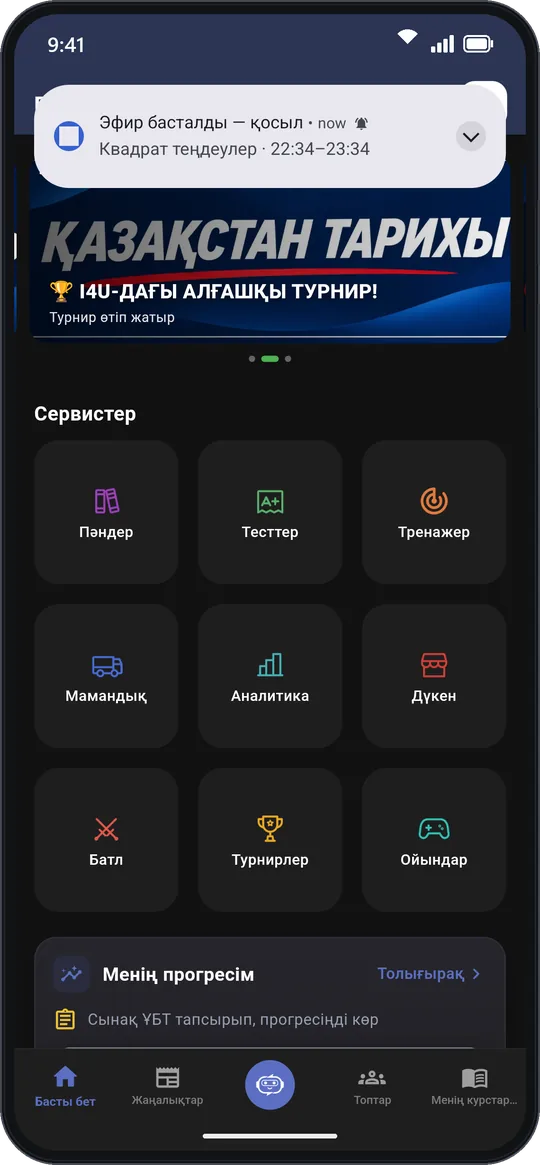 9:41
Эфир басталды — қосыл • now
Квадрат теңдеулер · 22:34–23:34
ҚАЗАҚСТАН ТАРИХЫ
🏆 I4U-ДАҒЫ АЛҒАШҚЫ ТУРНИР!
Турнир өтіп жатыр
Сервистер
Пәндер
Тесттер
Тренажер
Мамандық
Аналитика
Дүкен
Батл
Турнирлер
Ойындар
Менің прогресім
Толығырақ
Сынақ ҰБТ тапсырып, прогресіңді көр
Басты бет
Жаңалықтар
Топтар
Менің курстар...